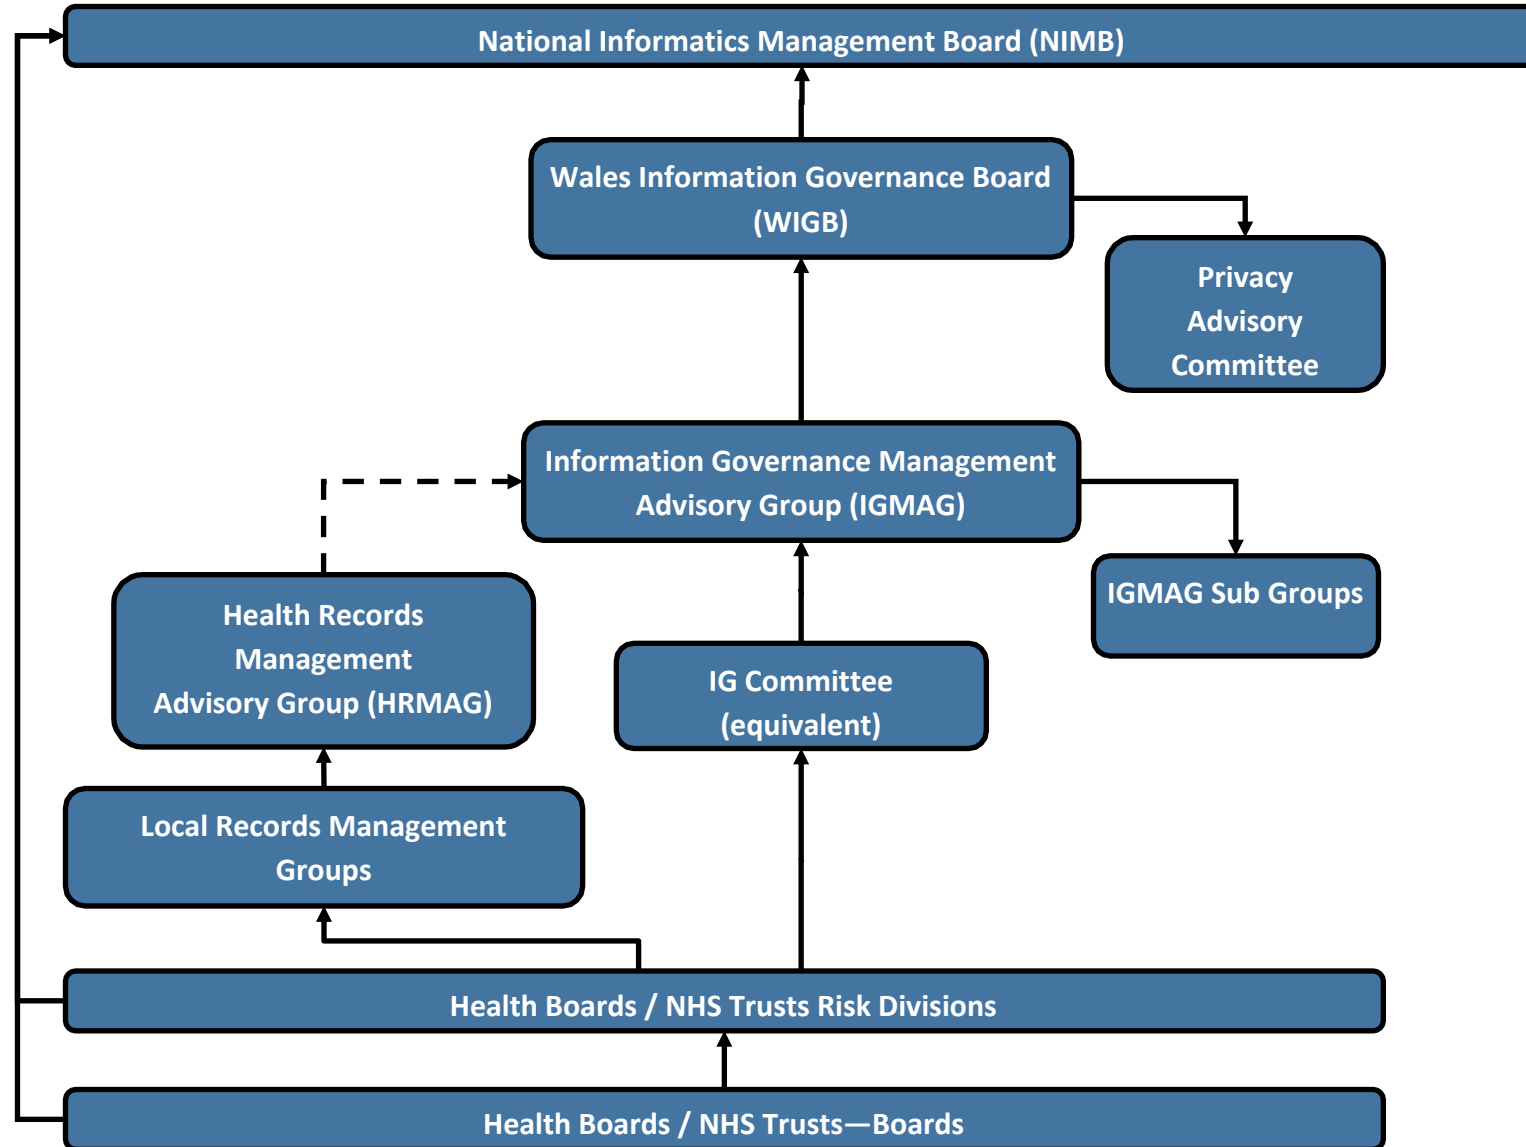 National Informatics Management Board (NIMB)
Wales Information Governance Board
(WIGB)
Privacy
Advisory
Committee
Information Governance Management
Advisory Group (IGMAG)
IGMAG Sub Groups
Health Records
Management
Advisory Group (HRMAG)
IG Committee
(equivalent)
Local Records Management
Groups
Health Boards / NHS Trusts Risk Divisions
Health Boards / NHS Trusts—Boards